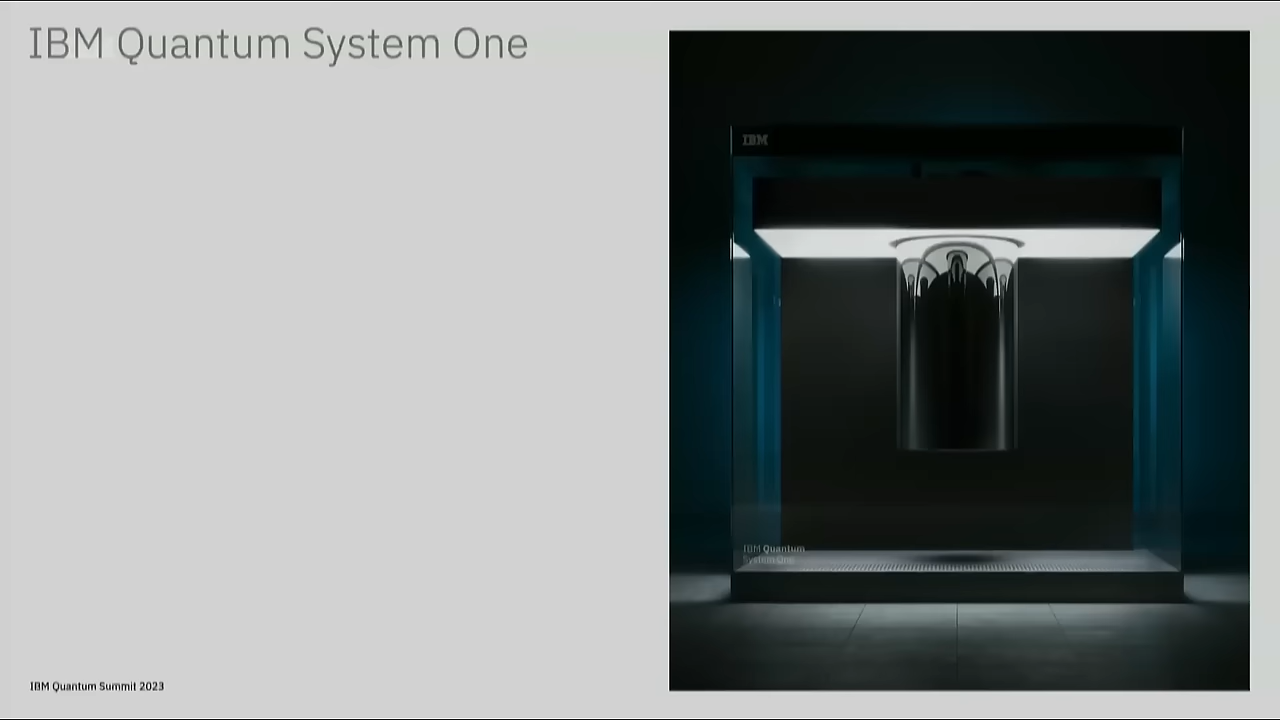 IBM Quantum System One
IBM
IBM Quantum
System One
IBM Quantum Summit 2023